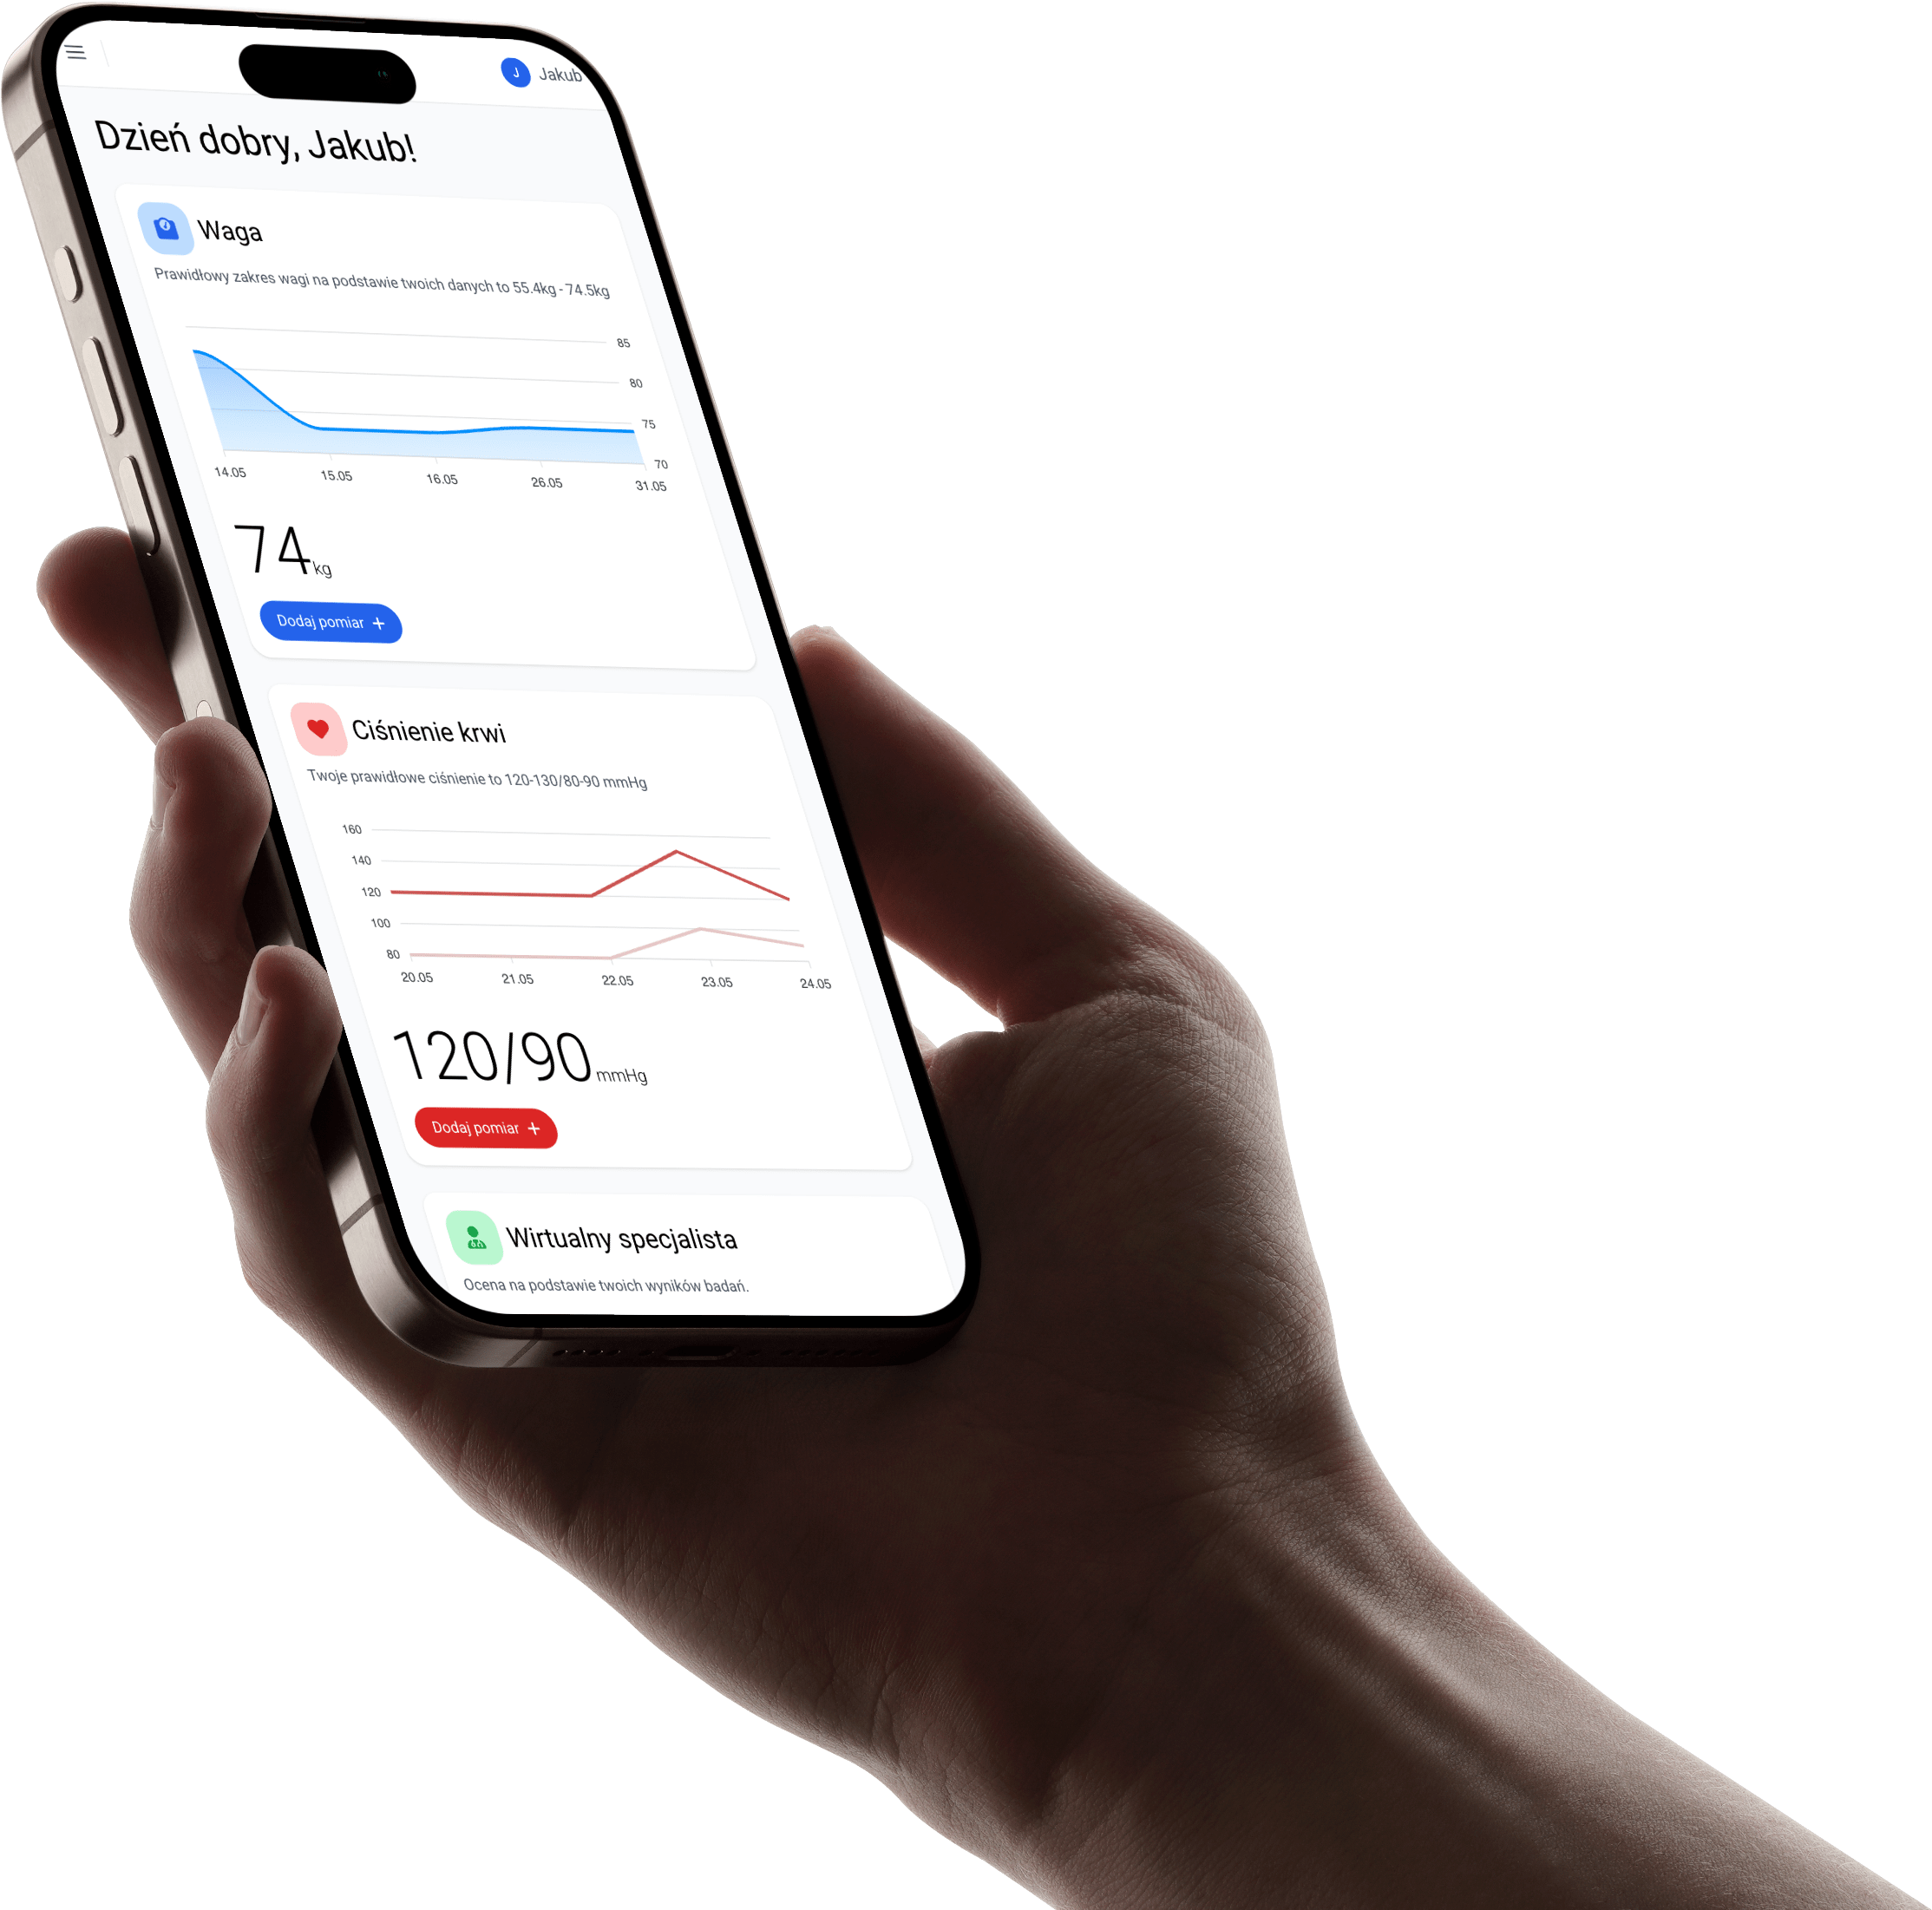 J Jakub
Dzień dobry, Jakub!
Waga
Prawidłowy zakres wagi na podstawie twoich danych to 55.4kg - 74.5kg
85
80
75
70
14.05 15.05 16.05 26.05 31.05
74kg
Dodaj pomiar +
Ciśnienie krwi
Twoje prawidłowe ciśnienie to 120-130/80-90 mmHg
160
140
120
100
80
20.05 21.05 22.05 23.05 24.05
120/90mmHg
Dodaj pomiar +
Wirtualny specjalista
Ocena na podstawie twoich wyników badań.